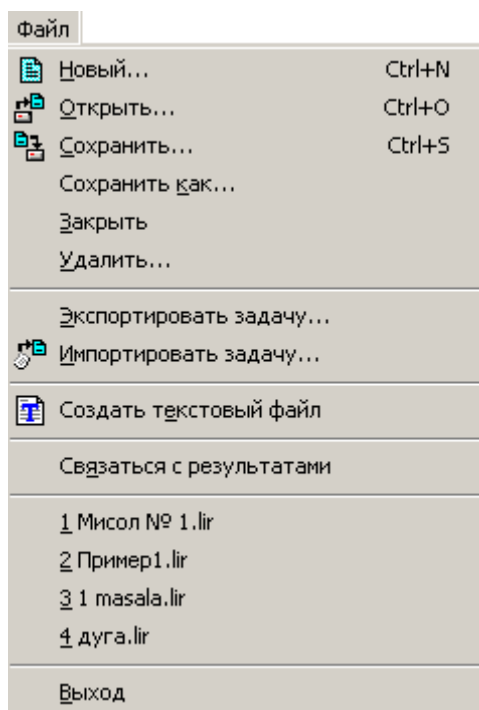 Файл
Новый... Ctrl+N
Открыть... Ctrl+O
Сохранить... Ctrl+S
Сохранить как...
Закрыть
Удалить...
Экспортировать задачу...
Импортировать задачу...
Создать текстовый файл
Связаться с результатами
1 Мисол № 1.lir
2 Пример1.lir
3 1 masala.lir
4 дуга.lir
Выход